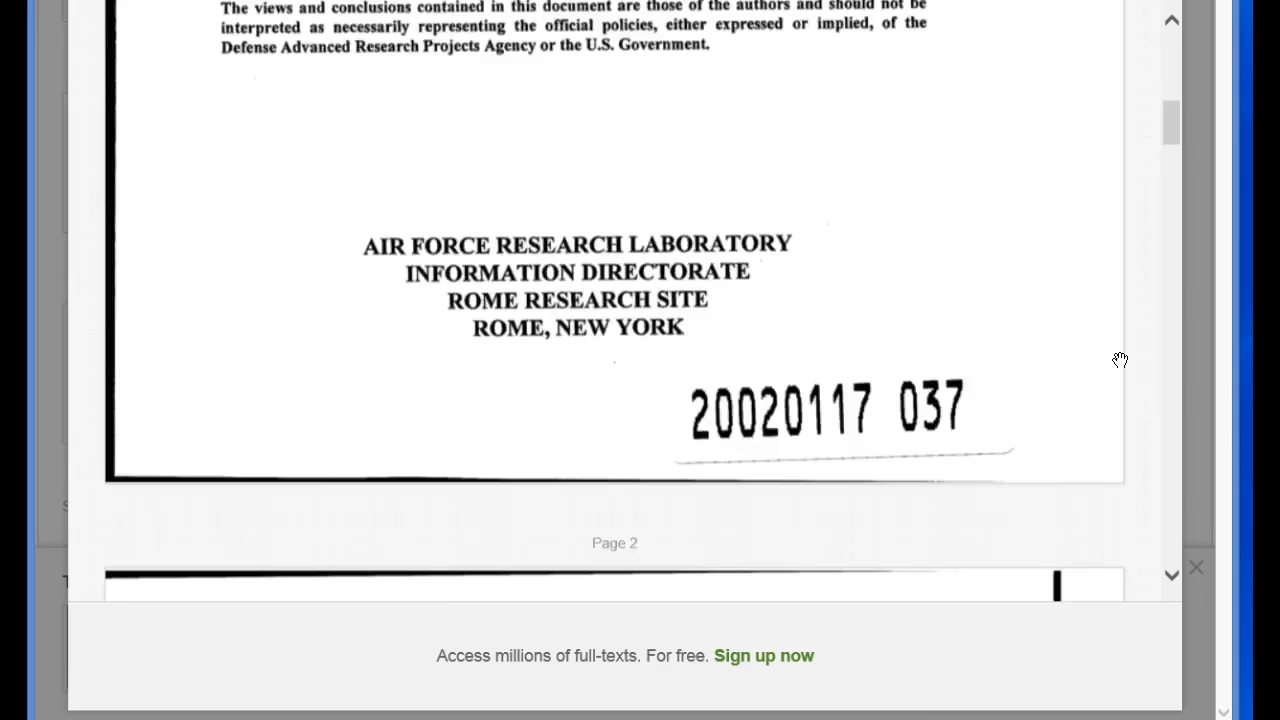 The views and conclusions contained in this document are those of the authors and should not be
interpreted as necessarily representing the official policies, either expressed or implied, of the
Defense Advanced Research Projects Agency or the U.S. Government.
AIR FORCE RESEARCH LABORATORY
INFORMATION DIRECTORATE
ROME RESEARCH SITE
ROME, NEW YORK
20020117 037
Page 2
Access millions of full-texts. For free. Sign up now